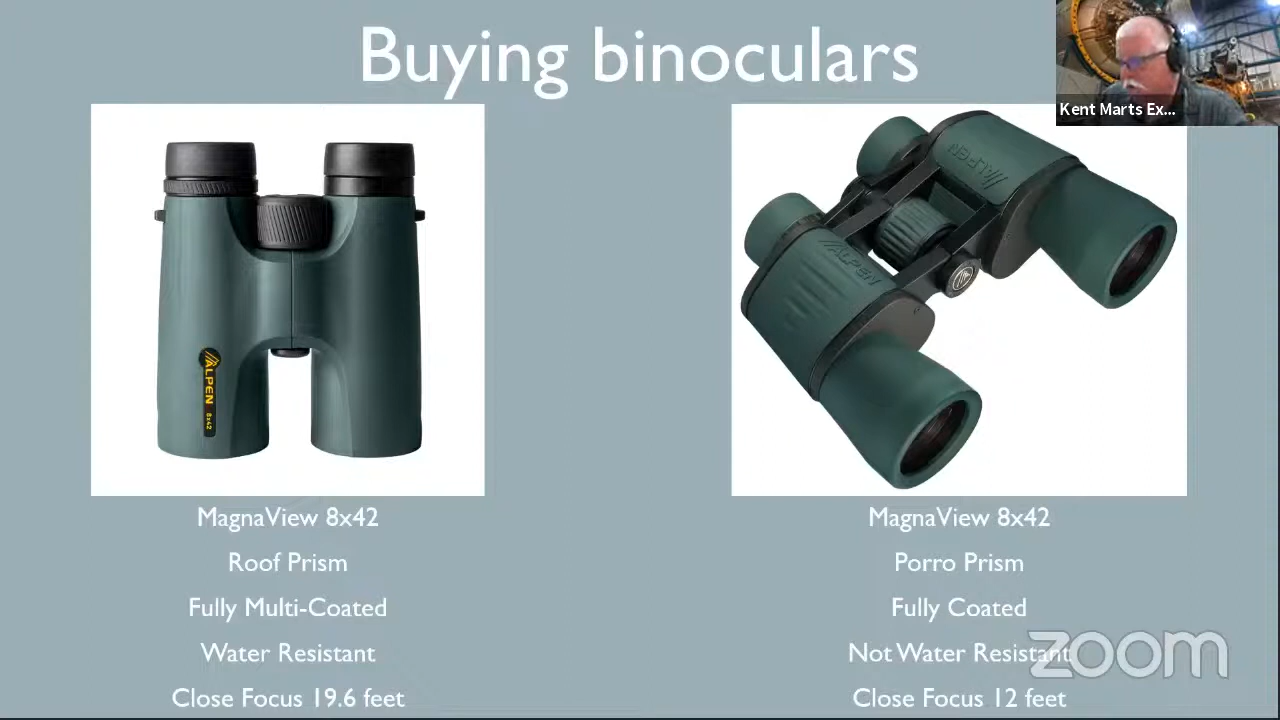 Buying binoculars
Kent Marts Ex...
ALPEN
8x42
ALPEN
ALPEN
MagnaView 8x42
Roof Prism
Fully Multi-Coated
Water Resistant
Close Focus 19.6 feet
MagnaView 8x42
Porro Prism
Fully Coated
Not Water Resistant
Close Focus 12 feet
zoom